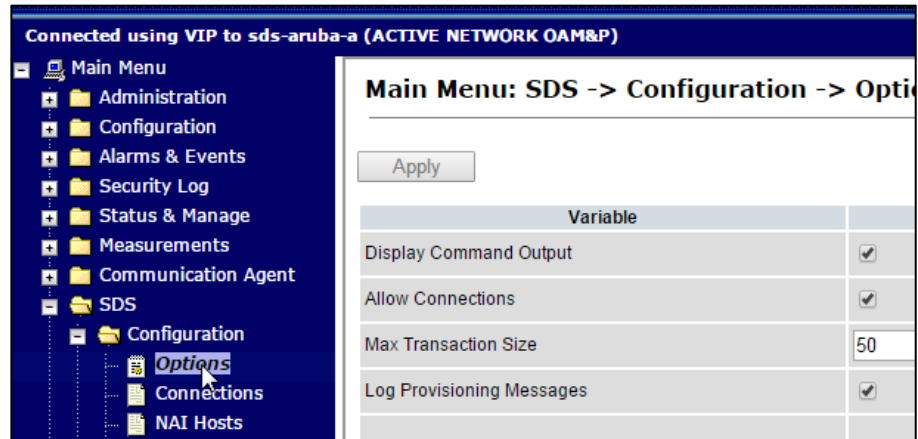 Connected using VIP to sds-aruba-a (ACTIVE NETWORK OAM&P)
Main Menu
Administration
Configuration
Alarms & Events
Security Log
Status & Manage
Measurements
Communication Agent
SDS
Configuration
Options
Connections
NAI Hosts
Main Menu: SDS -> Configuration ->
Apply
Variable
Display Command Output
Allow Connections
Max Transaction Size 50
Log Provisioning Messages